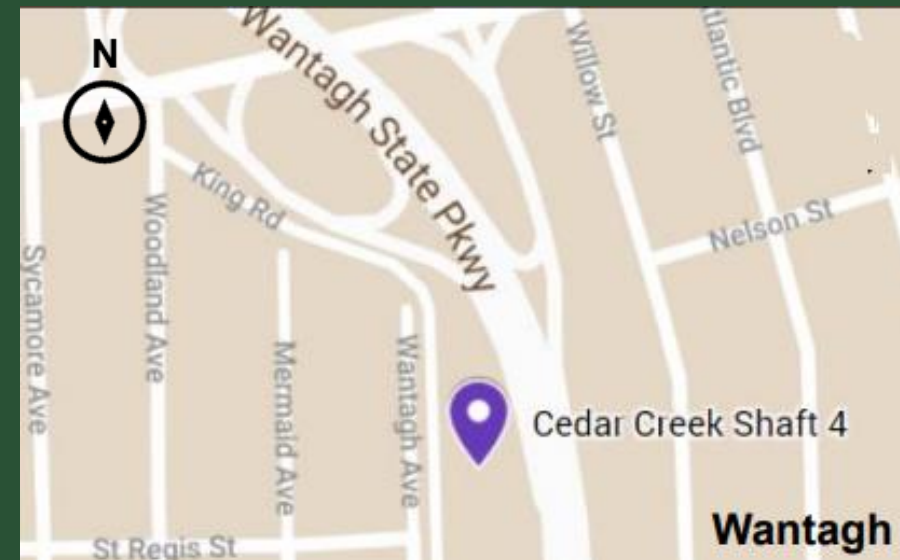 N
Wantagh State Pkwy
Willow St
tlantic Blvd
King Rd
Nelson St
Woodland Ave
Sycamore Ave
Mermaid Ave
Wantagh Ave
Cedar Creek Shaft 4
Wantagh
St Regis St